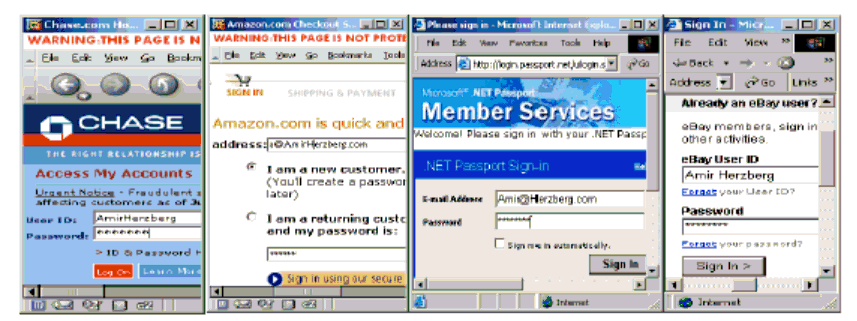 Chase.com Ho...
WARNING:THIS PAGE IS N
File Edit View Go Bookm
CHASE
THE RIGHT RELATIONSHIP IS
Access My Accounts
Urgent Notice - Fraudulent s
affecting customers as of
User ID: AmirHerzberg
Password: ********
> ID & Password H
Log On Learn More
Amazon.com Checkout S...
WARNING:THIS PAGE IS NOT PROTE
File Edit View Go Bookmarks Tools
SIGN IN SHIPPING & PAYMENT
Amazon.com is quick and
address: a@AmirHerzberg.com
I am a new customer.
(You'll create a passwor
later)
I am a returning custo
and my password is:
******
Sign in using our secure
Please sign in - Microsoft Internet Explo...
File Edit View Favorites Tools Help
Address http://login.passport.net/uilogin.s Go
Microsoft® .NET Passport
Member Services
Welcome! Please sign in with your .NET Passp
.NET Passport Sign-in Hel
E-mail Address Amir@Herzberg.com
Password *******
Sign me in automatically.
Sign In
Internet
Sign In - Micr...
File Edit View »
Back »
Address Go Links »
Already an eBay user?
eBay members, sign in
other activities.
eBay User ID
Amir Herzberg
Forgot your User ID?
Password
********
Forgot your password?
Sign In >
Internet